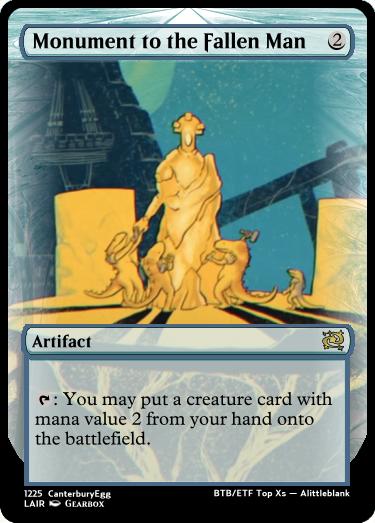 Monument to the Fallen Man 2
Artifact
: You may put a creature card with
mana value 2 from your hand onto
the battlefield.
1225 CanterburyEgg BTB/ETF Top Xs — Alittleblank
LAIR Gearbox